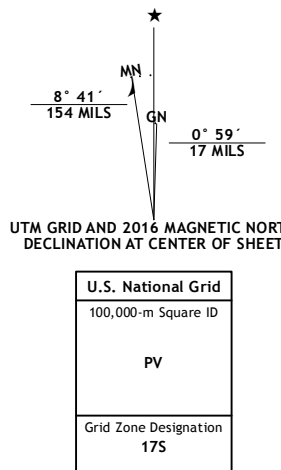 MN
GN
8° 41´
154 MILS
0° 59´
17 MILS
UTM GRID AND 2016 MAGNETIC NORT
DECLINATION AT CENTER OF SHEET
U.S. National Grid
100,000-m Square ID
PV
Grid Zone Designation
17S